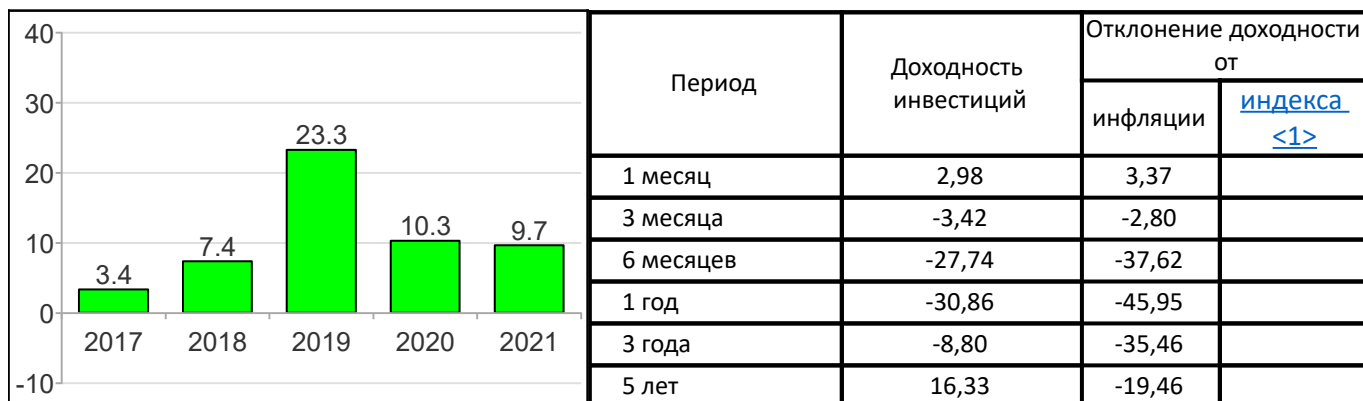 40
30
20
10
0
-10
3.4
7.4
23.3
10.3
9.7
2017 2018 2019 2020 2021
Период
Доходность
инвестиций
Отклонение доходности
от
инфляции
индекса
<1>
1 месяц 2,98 3,37
3 месяца -3,42 -2,80
6 месяцев -27,74 -37,62
1 год -30,86 -45,95
3 года -8,80 -35,46
5 лет 16,33 -19,46